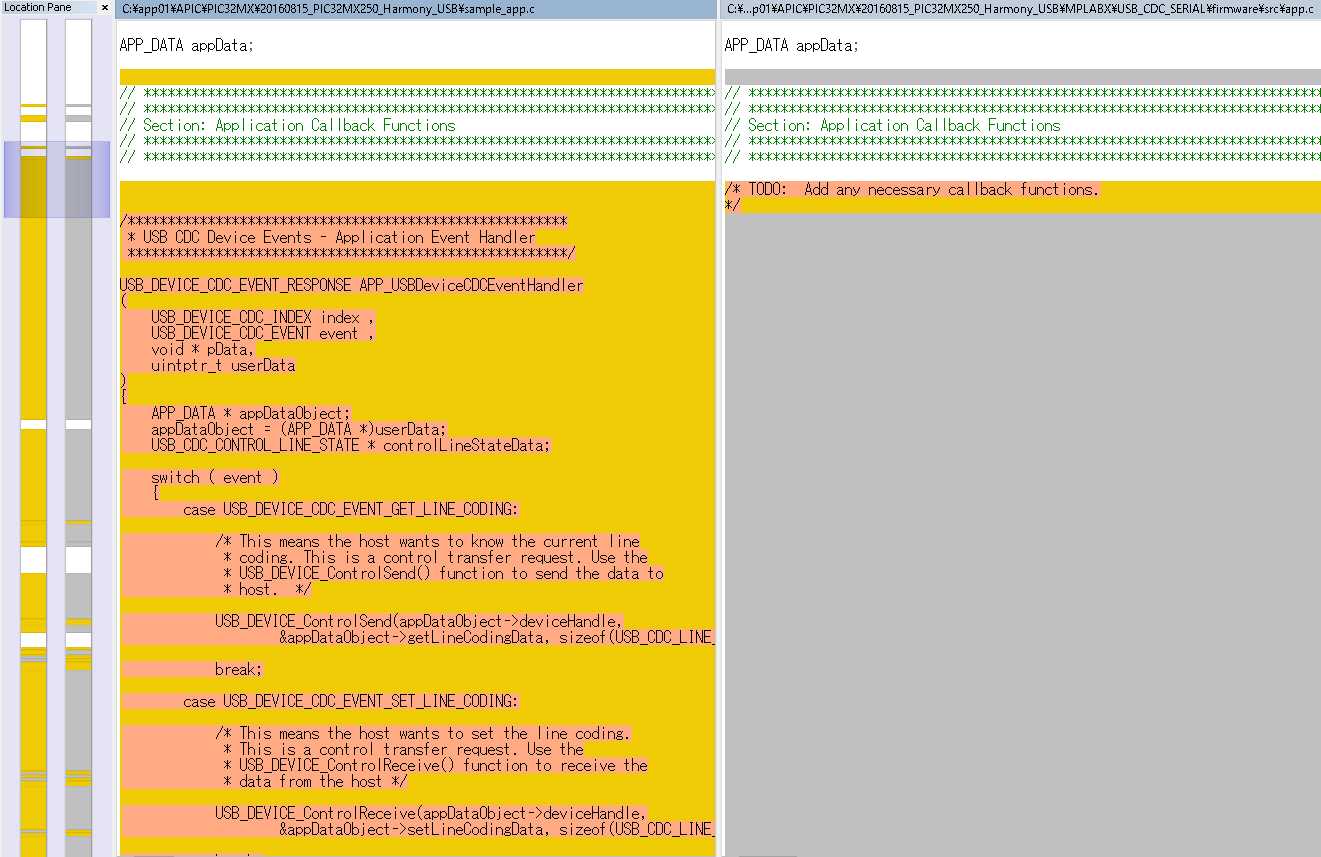 Location Pane ×
C:¥app01¥APIC¥PIC32MX¥20160815_PIC32MX250_Harmony_USB¥sample_app.c
APP_DATA appData;
// ***********************************************************************
// ***********************************************************************
// Section: Application Callback Functions
// ***********************************************************************
// ***********************************************************************
/*******************************************************
 * USB CDC Device Events - Application Event Handler
 *******************************************************/
USB_DEVICE_CDC_EVENT_RESPONSE APP_USBDeviceCDCEventHandler
(
    USB_DEVICE_CDC_INDEX index ,
    USB_DEVICE_CDC_EVENT event ,
    void * pData,
    uintptr_t userData
)
{
    APP_DATA * appDataObject;
    appDataObject = (APP_DATA *)userData;
    USB_CDC_CONTROL_LINE_STATE * controlLineStateData;
    switch ( event )
    {
        case USB_DEVICE_CDC_EVENT_GET_LINE_CODING:
            /* This means the host wants to know the current line
             * coding. This is a control transfer request. Use the
             * USB_DEVICE_ControlSend() function to send the data to
             * host.  */
            USB_DEVICE_ControlSend(appDataObject->deviceHandle,
                    &appDataObject->getLineCodingData, sizeof(USB_CDC_LINE_
            break;
        case USB_DEVICE_CDC_EVENT_SET_LINE_CODING:
            /* This means the host wants to set the line coding.
             * This is a control transfer request. Use the
             * USB_DEVICE_ControlReceive() function to receive the
             * data from the host */
            USB_DEVICE_ControlReceive(appDataObject->deviceHandle,
                    &appDataObject->setLineCodingData, sizeof(USB_CDC_LINE_
C:¥...p01¥APIC¥PIC32MX¥20160815_PIC32MX250_Harmony_USB¥MPLABX¥USB_CDC_SERIAL¥firmware¥src¥app.c
APP_DATA appData;
// ***********************************************************************
// ***********************************************************************
// Section: Application Callback Functions
// ***********************************************************************
// ***********************************************************************
/* TODO:  Add any necessary callback functions.
*/